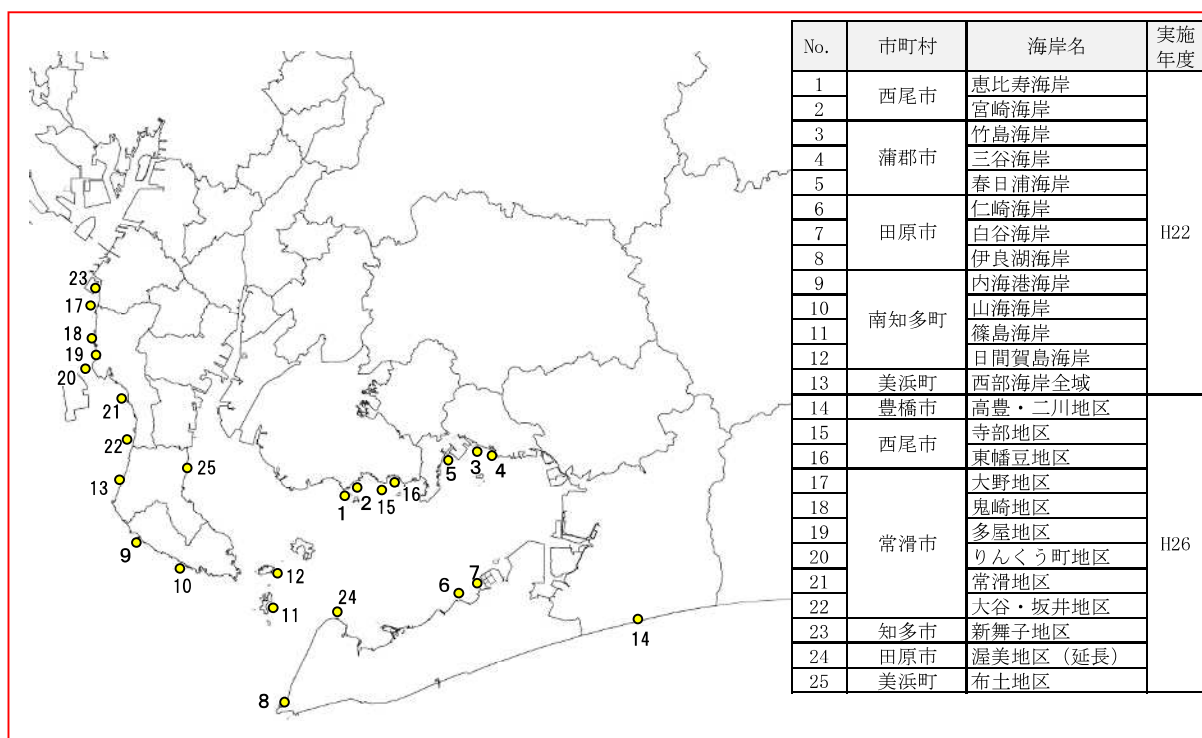 No. 市町村 海岸名 実施年度
1 西尾市 恵比寿海岸 H22
2 宮崎海岸
3 蒲郡市 竹島海岸
4 三谷海岸
5 春日浦海岸
6 田原市 仁崎海岸
7 白谷海岸
8 伊良湖海岸
9 南知多町 内海港海岸
10 山海海岸
11 篠島海岸
12 日間賀島海岸
13 美浜町 西部海岸全域
14 豊橋市 高豊・二川地区 H26
15 西尾市 寺部地区
16 東幡豆地区
17 常滑市 大野地区
18 鬼崎地区
19 多屋地区
20 りんくう町地区
21 常滑地区
22 大谷・坂井地区
23 知多市 新舞子地区
24 田原市 渥美地区（延長）
25 美浜町 布土地区
23
17
18
19
20
21
22
25
13
9
10
12
11
24
8
1
2
15
16
5
3
4
6
7
14